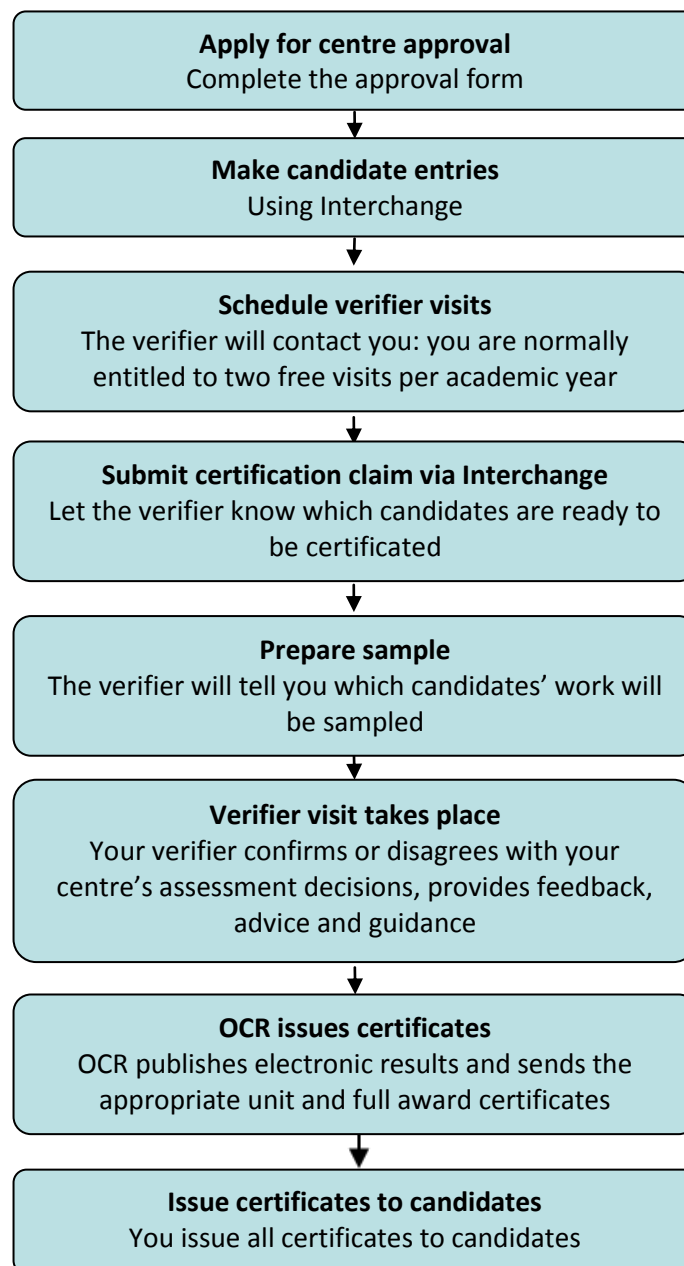 Apply for centre approval
Complete the approval form
Make candidate entries
Using Interchange
Schedule verifier visits
The verifier will contact you: you are normally
entitled to two free visits per academic year
Submit certification claim via Interchange
Let the verifier know which candidates are ready to
be certificated
Prepare sample
The verifier will tell you which candidates’ work will
be sampled
Verifier visit takes place
Your verifier confirms or disagrees with your
centre’s assessment decisions, provides feedback,
advice and guidance
OCR issues certificates
OCR publishes electronic results and sends the
appropriate unit and full award certificates
Issue certificates to candidates
You issue all certificates to candidates